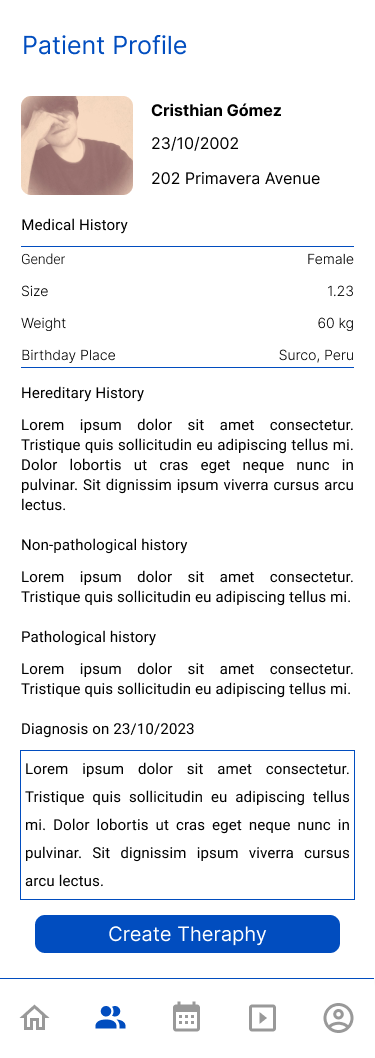 Patient Profile
Cristhian Gómez
23/10/2002
202 Primavera Avenue
Medical History
Gender Female
Size 1.23
Weight 60 kg
Birthday Place Surco, Peru
Hereditary History
Lorem ipsum dolor sit amet consectetur.
Tristique quis sollicitudin eu adipiscing tellus mi.
Dolor lobortis ut cras eget neque nunc in
pulvinar. Sit dignissim ipsum viverra cursus arcu
lectus.
Non-pathological history
Lorem ipsum dolor sit amet consectetur.
Tristique quis sollicitudin eu adipiscing tellus mi.
Pathological history
Lorem ipsum dolor sit amet consectetur.
Tristique quis sollicitudin eu adipiscing tellus mi.
Diagnosis on 23/10/2023
Lorem ipsum dolor sit amet consectetur.
Tristique quis sollicitudin eu adipiscing tellus
mi. Dolor lobortis ut cras eget neque nunc in
pulvinar. Sit dignissim ipsum viverra cursus
arcu lectus.
Create Theraphy